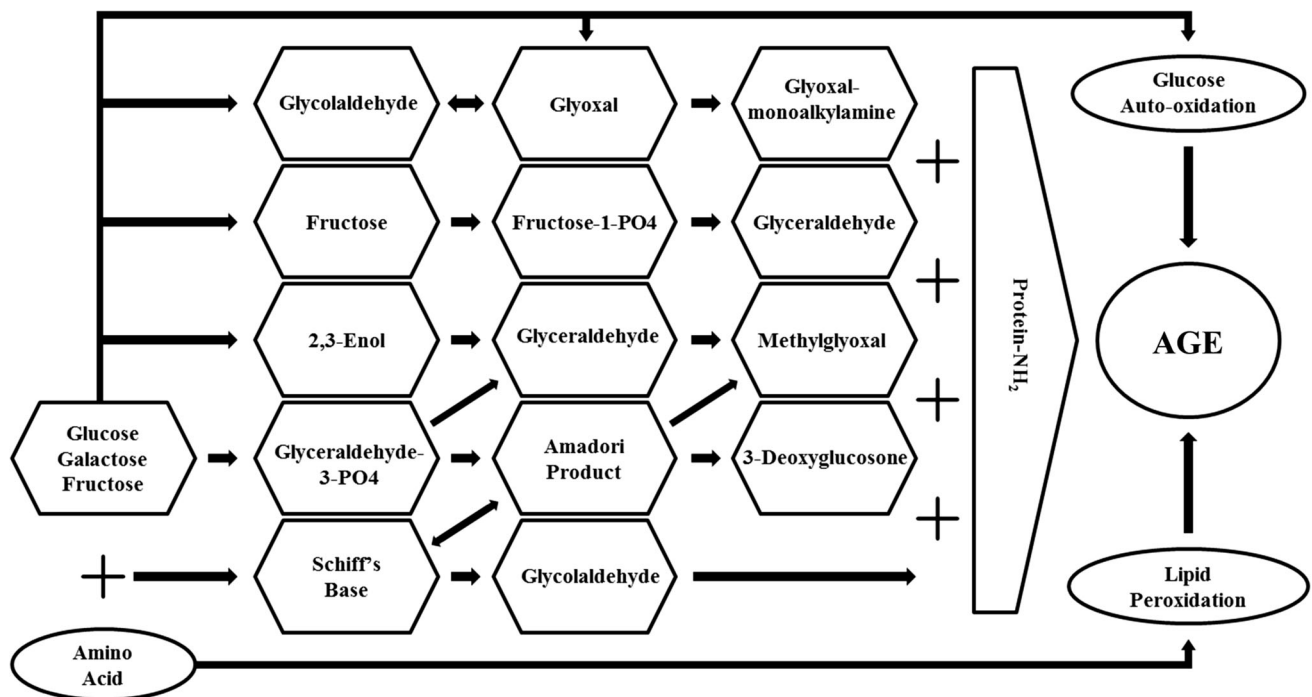 Glycolaldehyde
Glyoxal
Glyoxal-
monoalkylamine
Glucose
Auto-oxidation
Fructose
Fructose-1-PO4
Glyceraldehyde
2,3-Enol
Glyceraldehyde
Methylglyoxal
Protein-NH₂
AGE
Glucose
Galactose
Fructose
Glyceraldehyde-
3-PO4
Amadori
Product
3-Deoxyglucosone
+
+
+
+
+
Schiff's
Base
Glycolaldehyde
Lipid
Peroxidation
Amino
Acid